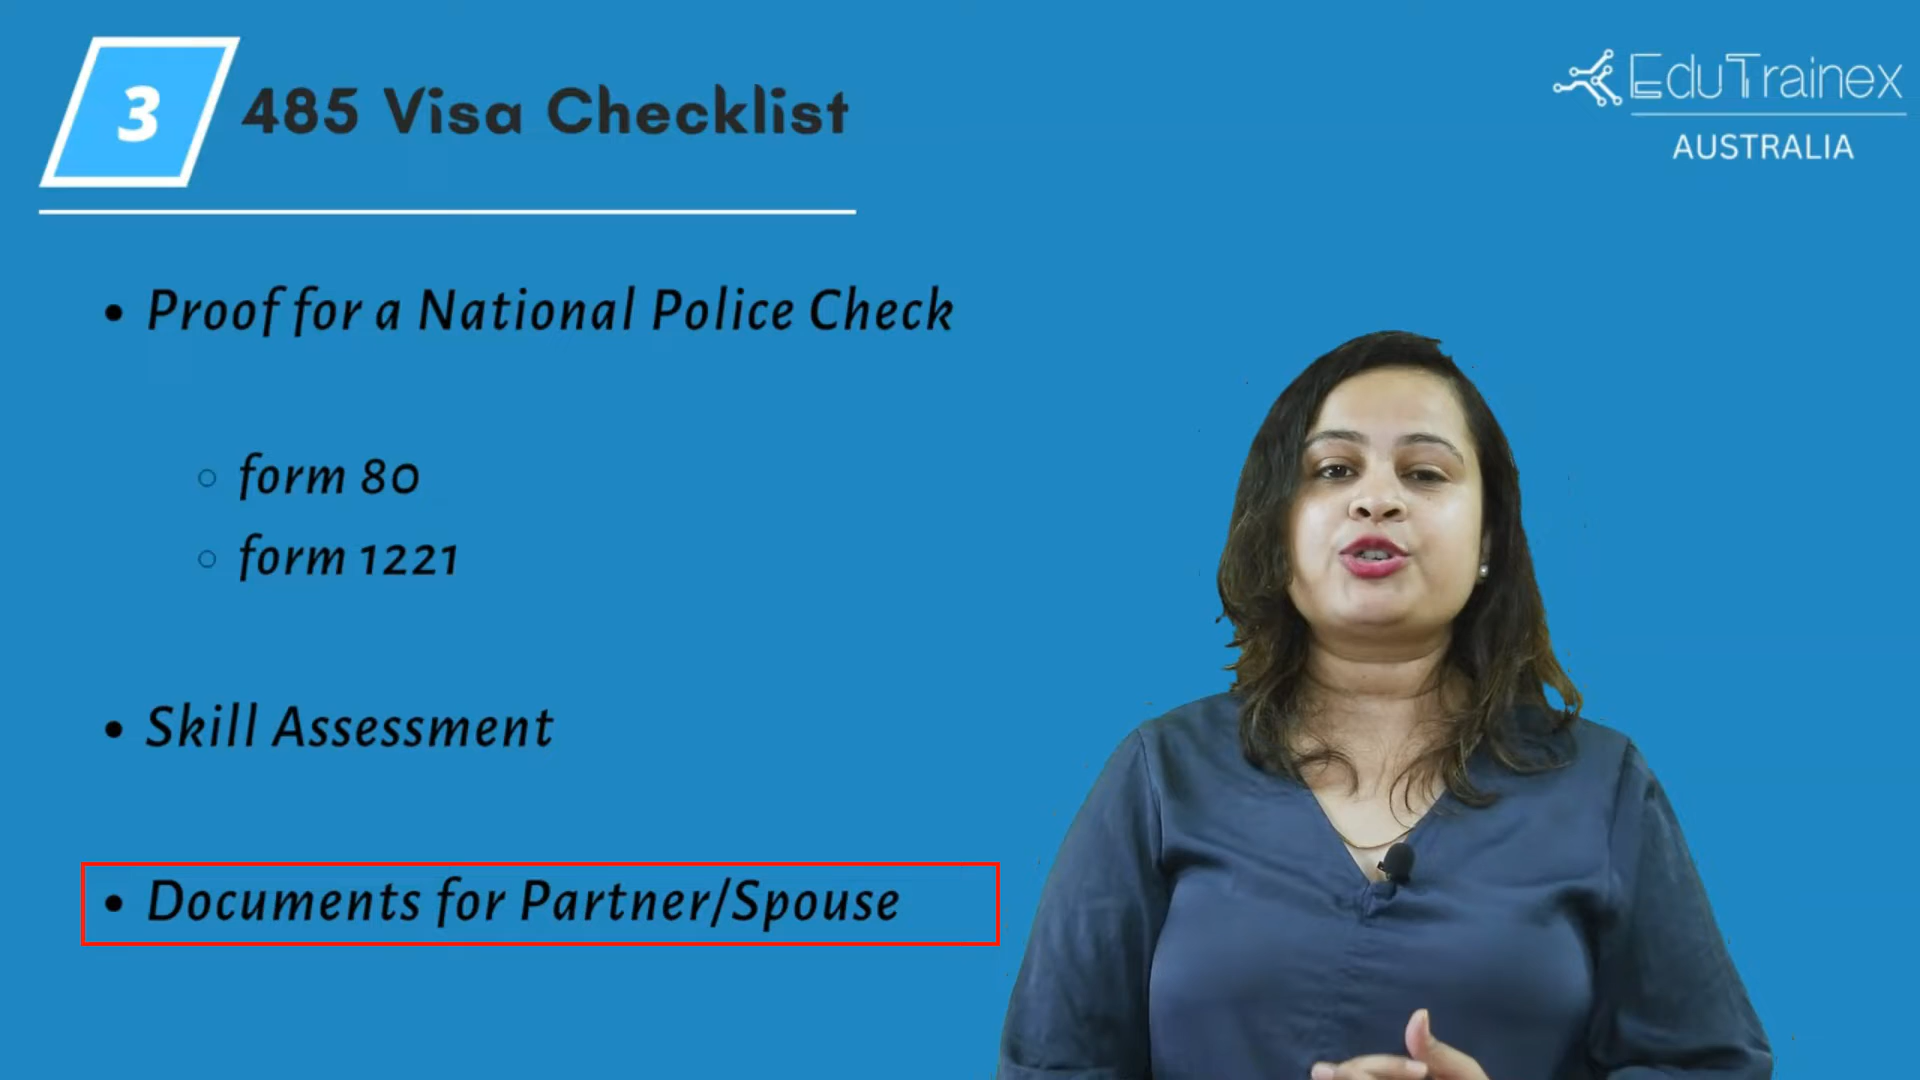 3
485 Visa Checklist
EduTrainex
AUSTRALIA
• Proof for a National Police Check
○ form 80
○ form 1221
• Skill Assessment
• Documents for Partner/Spouse